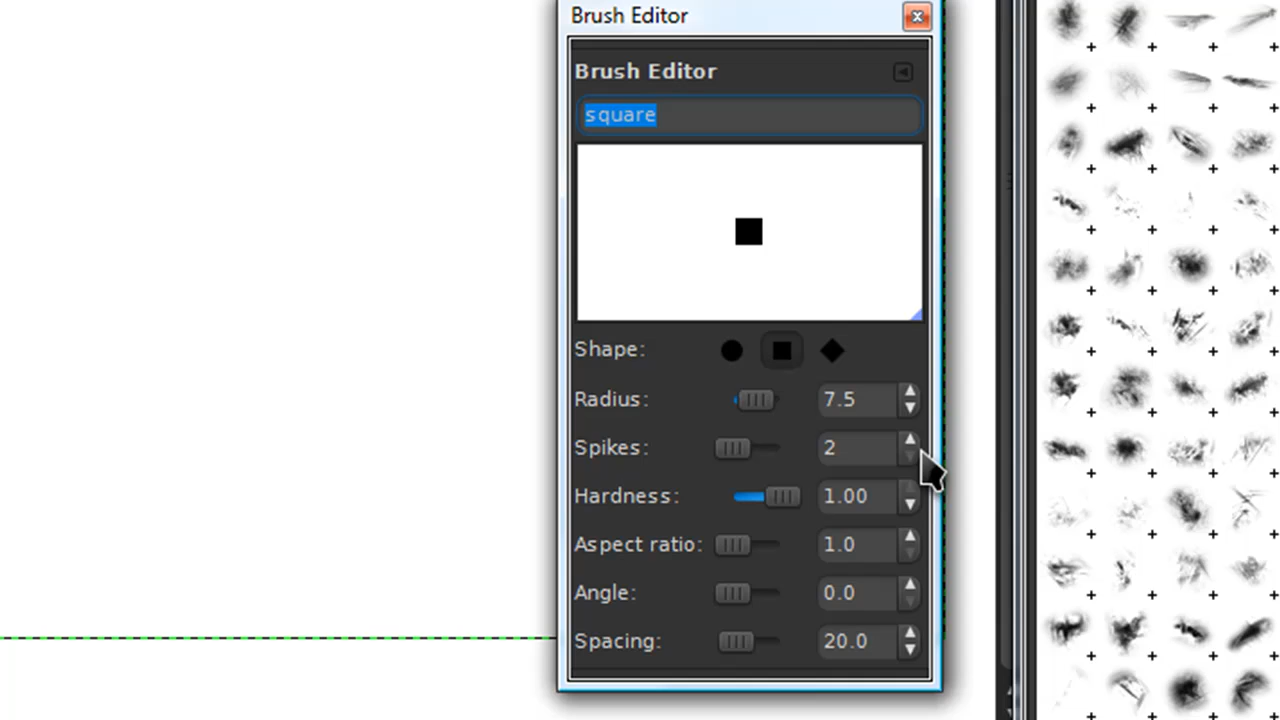 Brush Editor
Brush Editor
square
Shape:
Radius: 7.5
Spikes: 2
Hardness: 1.00
Aspect ratio: 1.0
Angle: 0.0
Spacing: 20.0